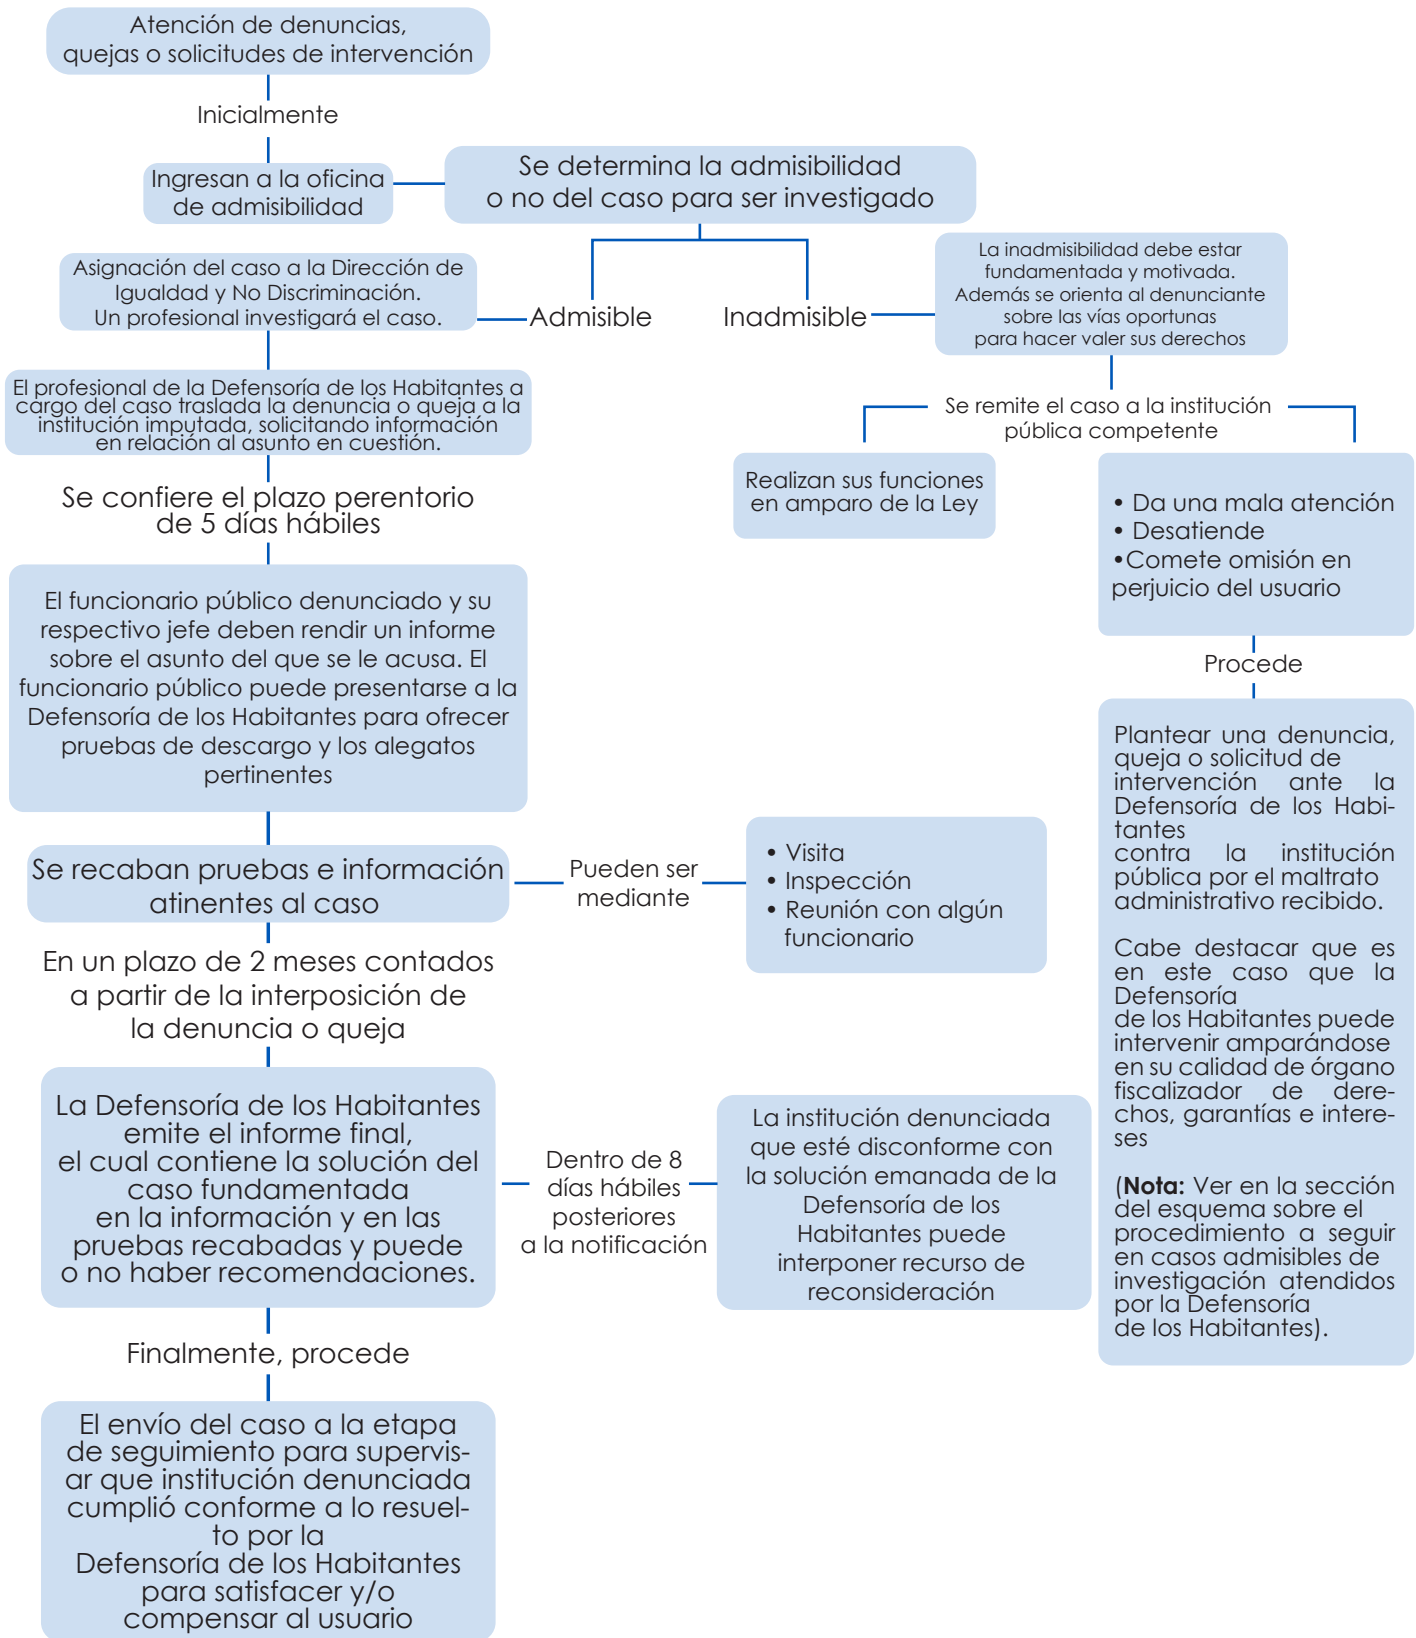 Atención de denuncias,
quejas o solicitudes de intervención
Inicialmente
Ingresan a la oficina
de admisibilidad
Se determina la admisibilidad
o no del caso para ser investigado
Admisible
Inadmisible
Asignación del caso a la Dirección de
Igualdad y No Discriminación.
Un profesional investigará el caso.
El profesional de la Defensoría de los Habitantes a
cargo del caso traslada la denuncia o queja a la
institución imputada, solicitando información
en relación al asunto en cuestión.
Se confiere el plazo perentorio
de 5 días hábiles
El funcionario público denunciado y su
respectivo jefe deben rendir un informe
sobre el asunto del que se le acusa. El
funcionario público puede presentarse a la
Defensoría de los Habitantes para ofrecer
pruebas de descargo y los alegatos
pertinentes
Se recaban pruebas e información
atinentes al caso
Pueden ser
mediante
• Visita
• Inspección
• Reunión con algún
funcionario
En un plazo de 2 meses contados
a partir de la interposición de
la denuncia o queja
La Defensoría de los Habitantes
emite el informe final,
el cual contiene la solución del
caso fundamentada
en la información y en las
pruebas recabadas y puede
o no haber recomendaciones.
Dentro de 8
días hábiles
posteriores
a la notificación
La institución denunciada
que esté disconforme con
la solución emanada de la
Defensoría de los
Habitantes puede
interponer recurso de
reconsideración
Finalmente, procede
El envío del caso a la etapa
de seguimiento para supervis-
ar que institución denunciada
cumplió conforme a lo resuel-
to por la
Defensoría de los Habitantes
para satisfacer y/o
compensar al usuario
La inadmisibilidad debe estar
fundamentada y motivada.
Además se orienta al denunciante
sobre las vías oportunas
para hacer valer sus derechos
Se remite el caso a la institución
pública competente
Realizan sus funciones
en amparo de la Ley
• Da una mala atención
• Desatiende
•Comete omisión en
perjuicio del usuario
Procede
Plantear una denuncia,
queja o solicitud de
intervención ante la
Defensoría de los Habi-
tantes
contra la institución
pública por el maltrato
administrativo recibido.
Cabe destacar que es
en este caso que la
Defensoría
de los Habitantes puede
intervenir amparándose
en su calidad de órgano
fiscalizador de dere-
chos, garantías e intere-
ses
(Nota: Ver en la sección
del esquema sobre el
procedimiento a seguir
en casos admisibles de
investigación atendidos
por la Defensoría
de los Habitantes).